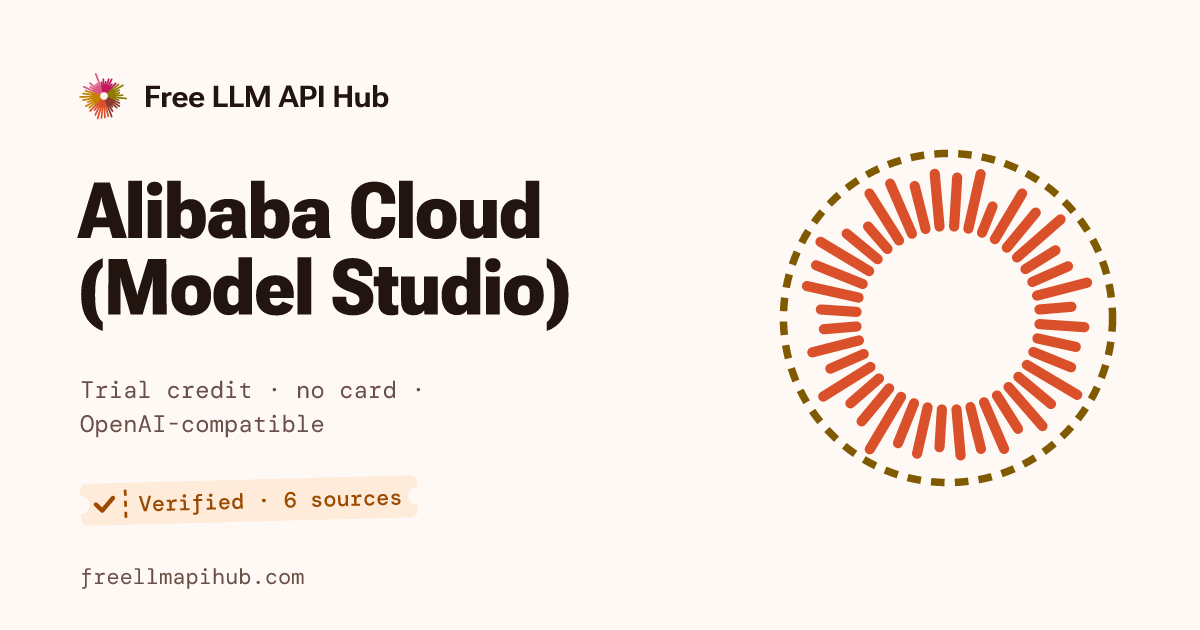 Free LLM API Hub
Alibaba Cloud
(Model Studio)
Trial credit · no card ·
OpenAI-compatible
Verified · 6 sources
freellmapihub.com